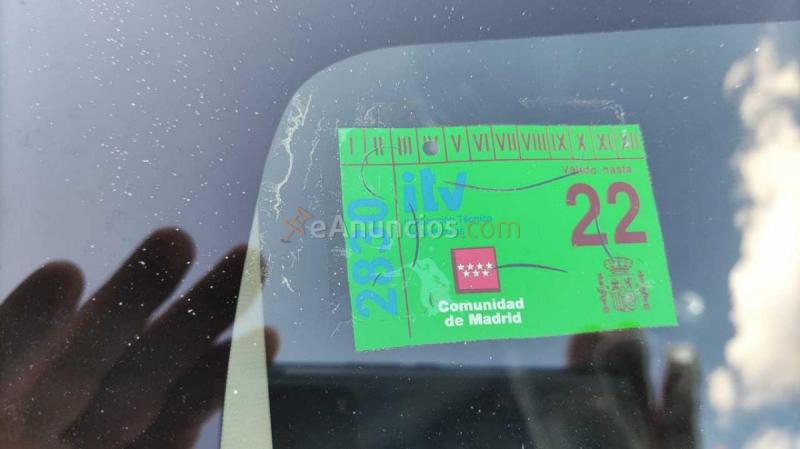 I II III IV V VI VII VIII IX X XI XII
Válido hasta
itv
22
2830
Inspección Técnica
eAnuncios.com
Comunidad
de Madrid